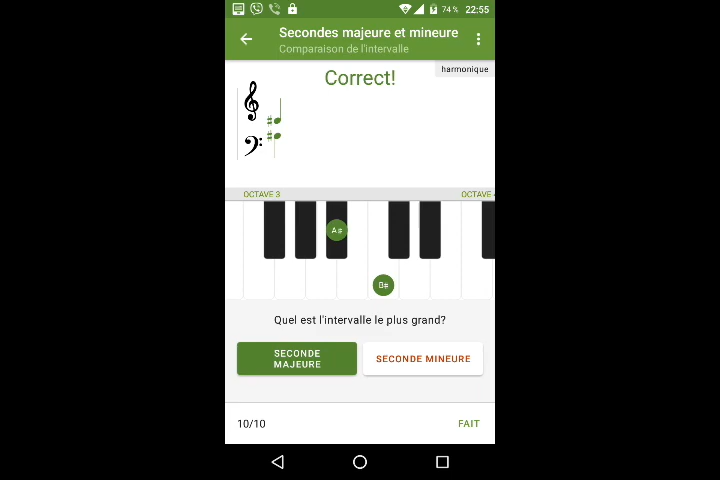 74 % 22:55
Secondes majeure et mineure
Comparaison de l'intervalle
harmonique
Correct!
OCTAVE 3
OCTAVE
A#
B#
Quel est l'intervalle le plus grand?
SECONDE
MAJEURE
SECONDE MINEURE
10/10
FAIT